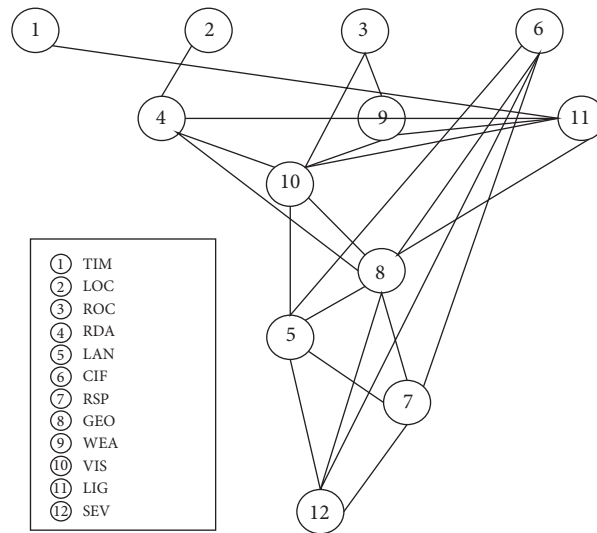 1
2
3
6
4
9
11
10
8
5
7
12
1 TIM
2 LOC
3 ROC
4 RDA
5 LAN
6 CIF
7 RSP
8 GEO
9 WEA
10 VIS
11 LIG
12 SEV